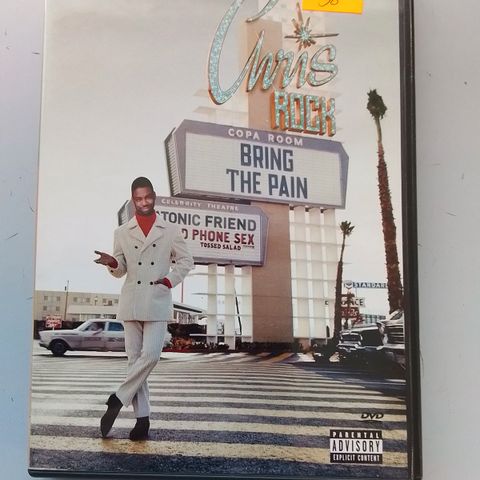 Chris
ROCK
COPA ROOM
BRING
THE PAIN
CELEBRITY THEATRE
TONIC FRIEND
D PHONE SEX
TOSSED SALAD
STANDARD
DVD
PARENTAL
ADVISORY
EXPLICIT CONTENT